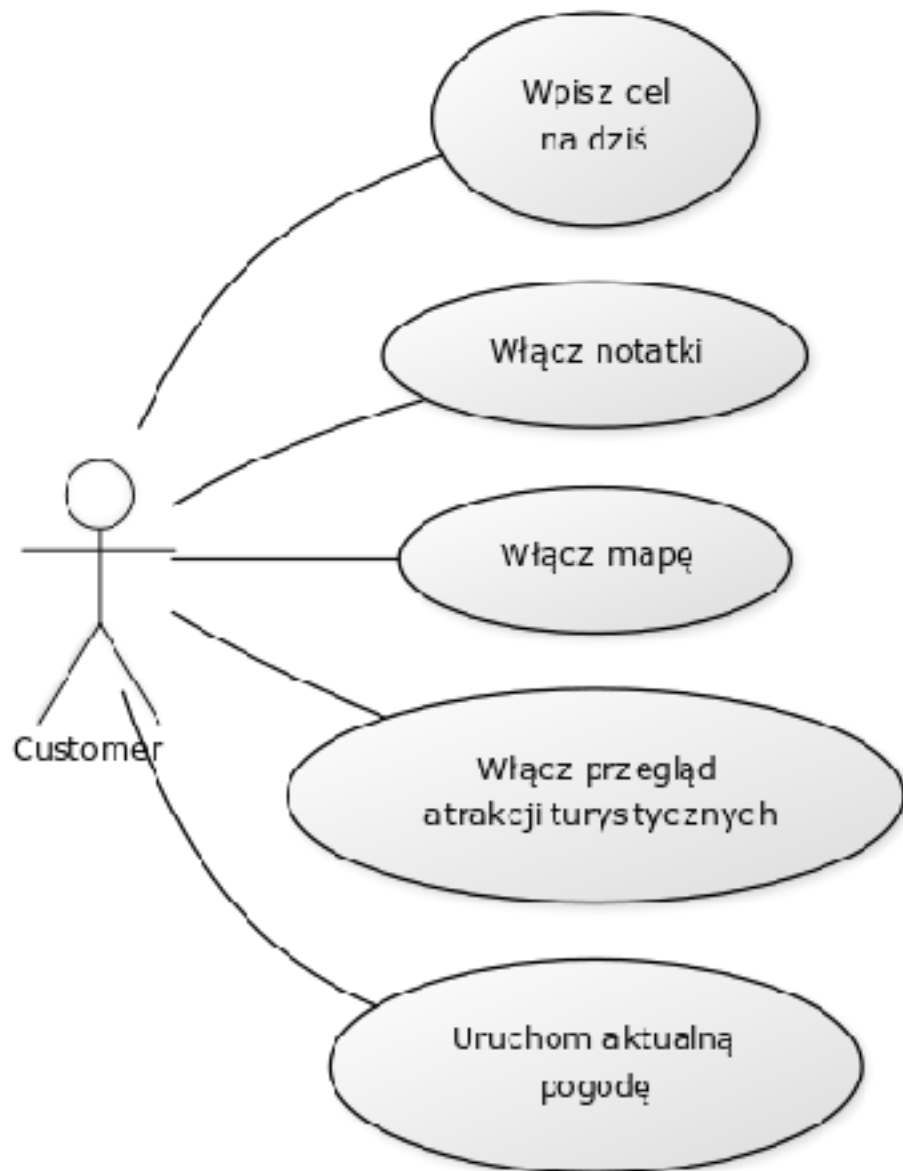 Wpisz cel
na dziś
Włącz notatki
Włącz mapę
Customer
Włącz przegląd
atrakcji turystycznych
Uruchom aktualną
pogodę